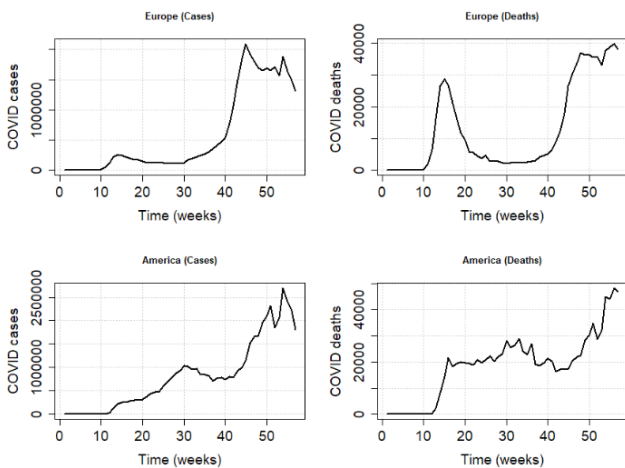 Europe (Cases)
COVID cases
0
1000000
0 10 20 30 40 50
Time (weeks)
Europe (Deaths)
COVID deaths
0
20000
40000
0 10 20 30 40 50
Time (weeks)
America (Cases)
COVID cases
0
1000000
2500000
0 10 20 30 40 50
Time (weeks)
America (Deaths)
COVID deaths
0
20000
40000
0 10 20 30 40 50
Time (weeks)